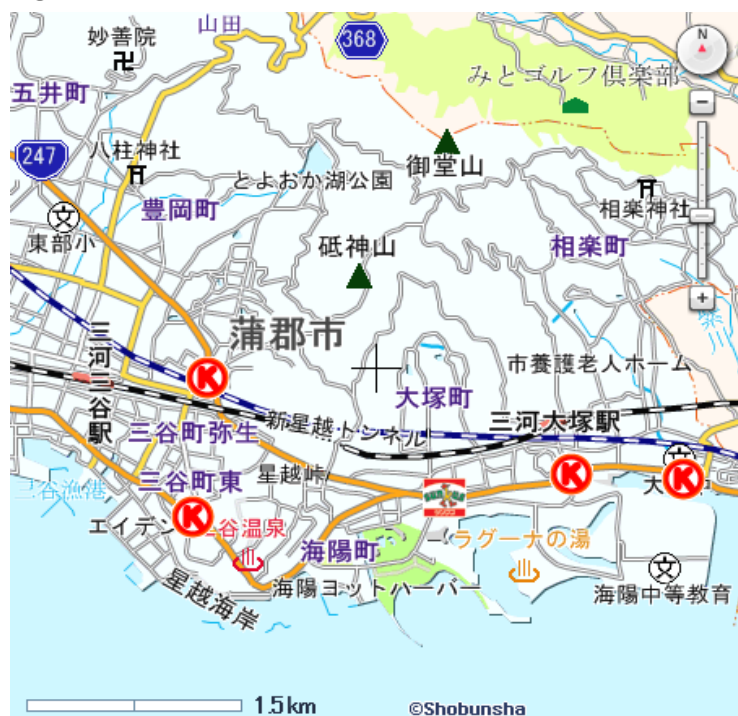 妙善院
山田
368
N
みとゴルフ倶楽部
五井町
247
八柱神社
とよおか湖公園
御堂山
豊岡町
相楽神社
文
東部小
砥神山
相楽町
三河三谷駅
蒲郡市
K
市養護老人ホーム
大塚町
三河大塚駅
新星越トンネル
三谷町弥生
星越峠
三谷町東
K
K
K
文
三谷漁港
エイデン
三谷温泉
海陽町
ラグーナの湯
文
海陽ヨットハーバー
海陽中等教育
星越海岸
1.5km
©Shobunsha